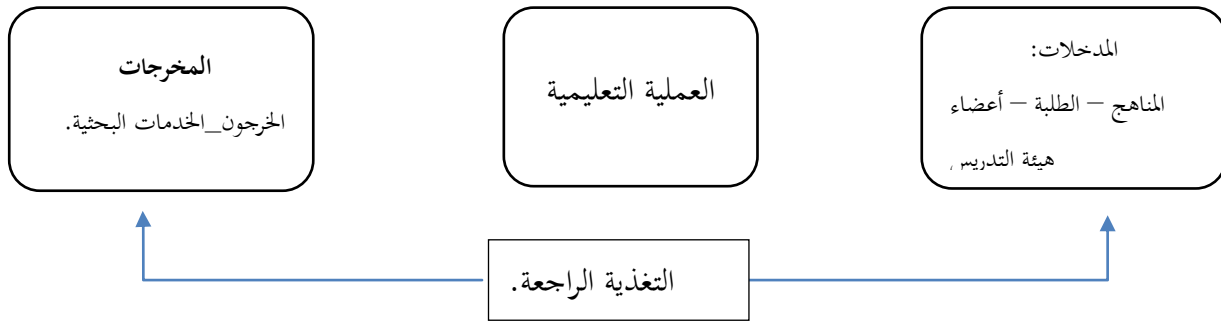 المدخلات:
المناهج – الطلبة – أعضاء
هيئة التدريس
العملية التعليمية
المخرجات
الخرجون_الخدمات البحثية.
التغذية الراجعة.